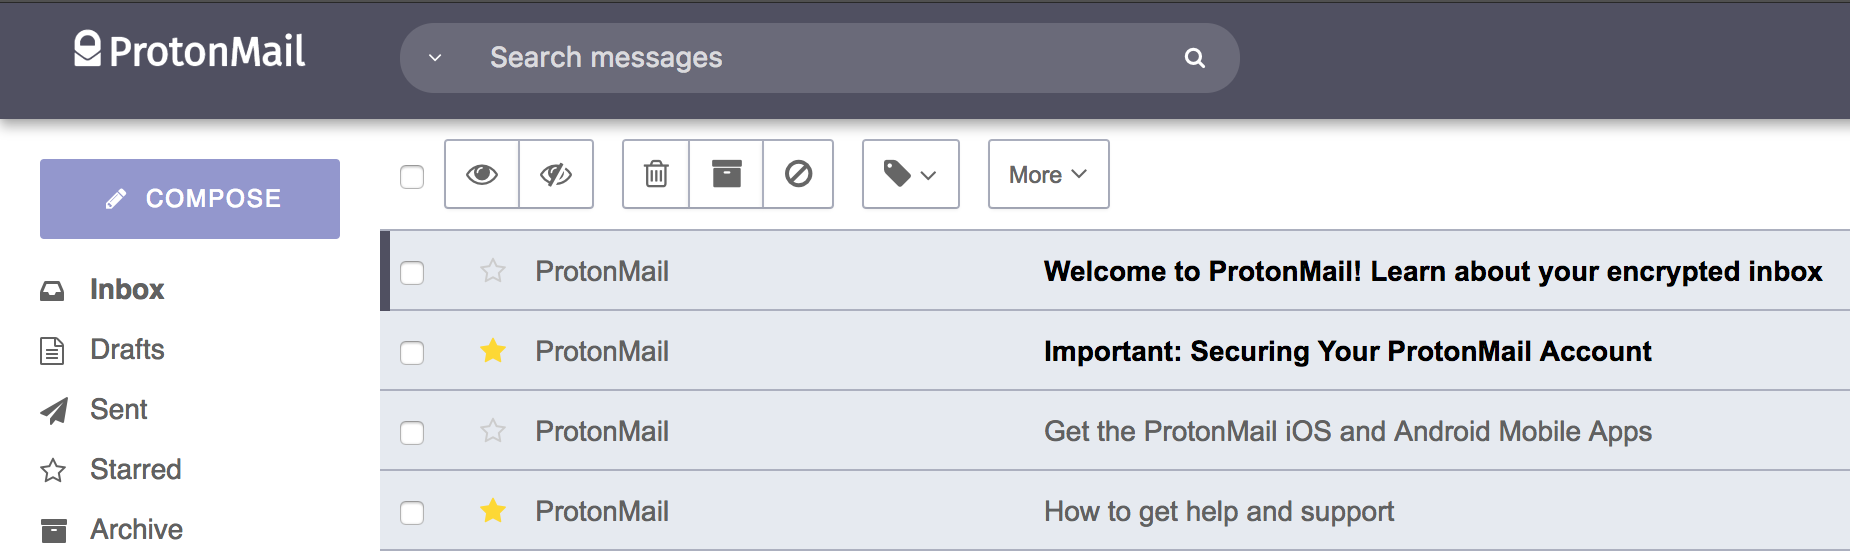 ProtonMail
Search messages
COMPOSE
More
Inbox
Drafts
Sent
Starred
Archive
ProtonMail Welcome to ProtonMail! Learn about your encrypted inbox
ProtonMail Important: Securing Your ProtonMail Account
ProtonMail Get the ProtonMail iOS and Android Mobile Apps
ProtonMail How to get help and support